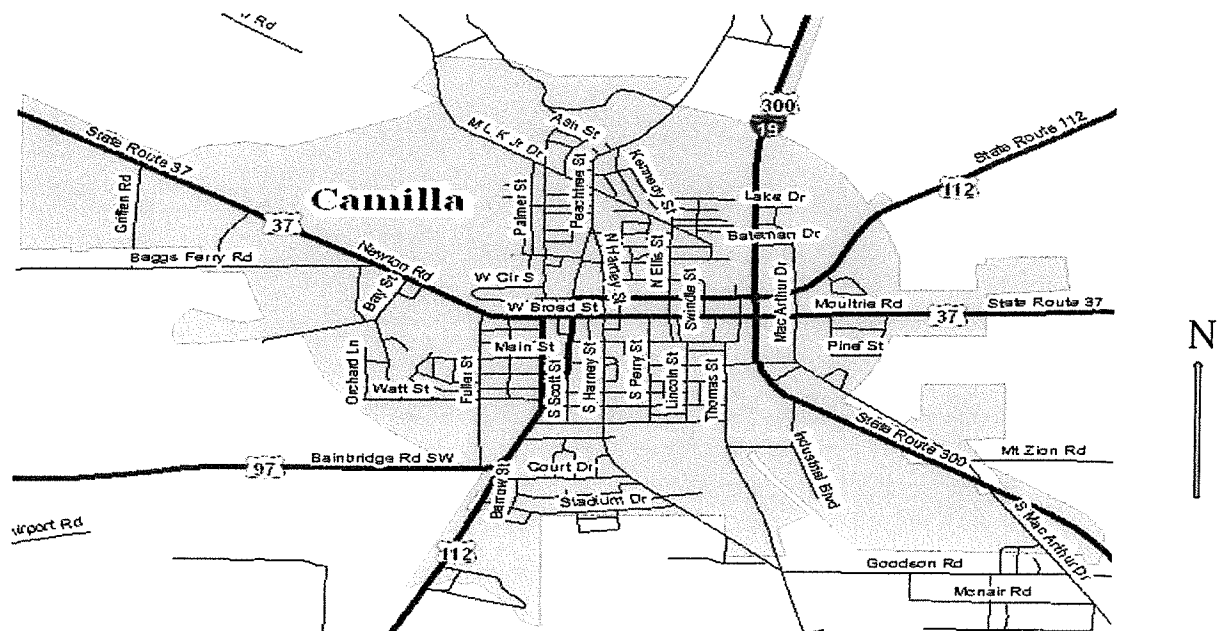 Rd
300
19
State Route 112
Ash St
M L K Jr Dr
State Route 37
Kennedy St
Peachtree St
112
Camilla
Palmer St
Lake Dr
Griffen Rd
37
Bateman Dr
N Harney St
N Ellis St
Baggs Ferry Rd
Newton Rd
W Cir S
Swindle St
Mac Arthur Dr
Bay St
W Broad St
Moultrie Rd
State Route 37
37
N
Main St
Pine St
Orchard Ln
Watt St
Fuller St
S Scott St
S Harney St
S Perry St
Lincoln St
Thomas St
State Route 300
Bainbridge Rd SW
97
Court Dr
Industrial Blvd
Mt Zion Rd
Barrow St
Stadium Dr
S Mac Arthur Dr
irport Rd
112
Goodson Rd
Mcnair Rd